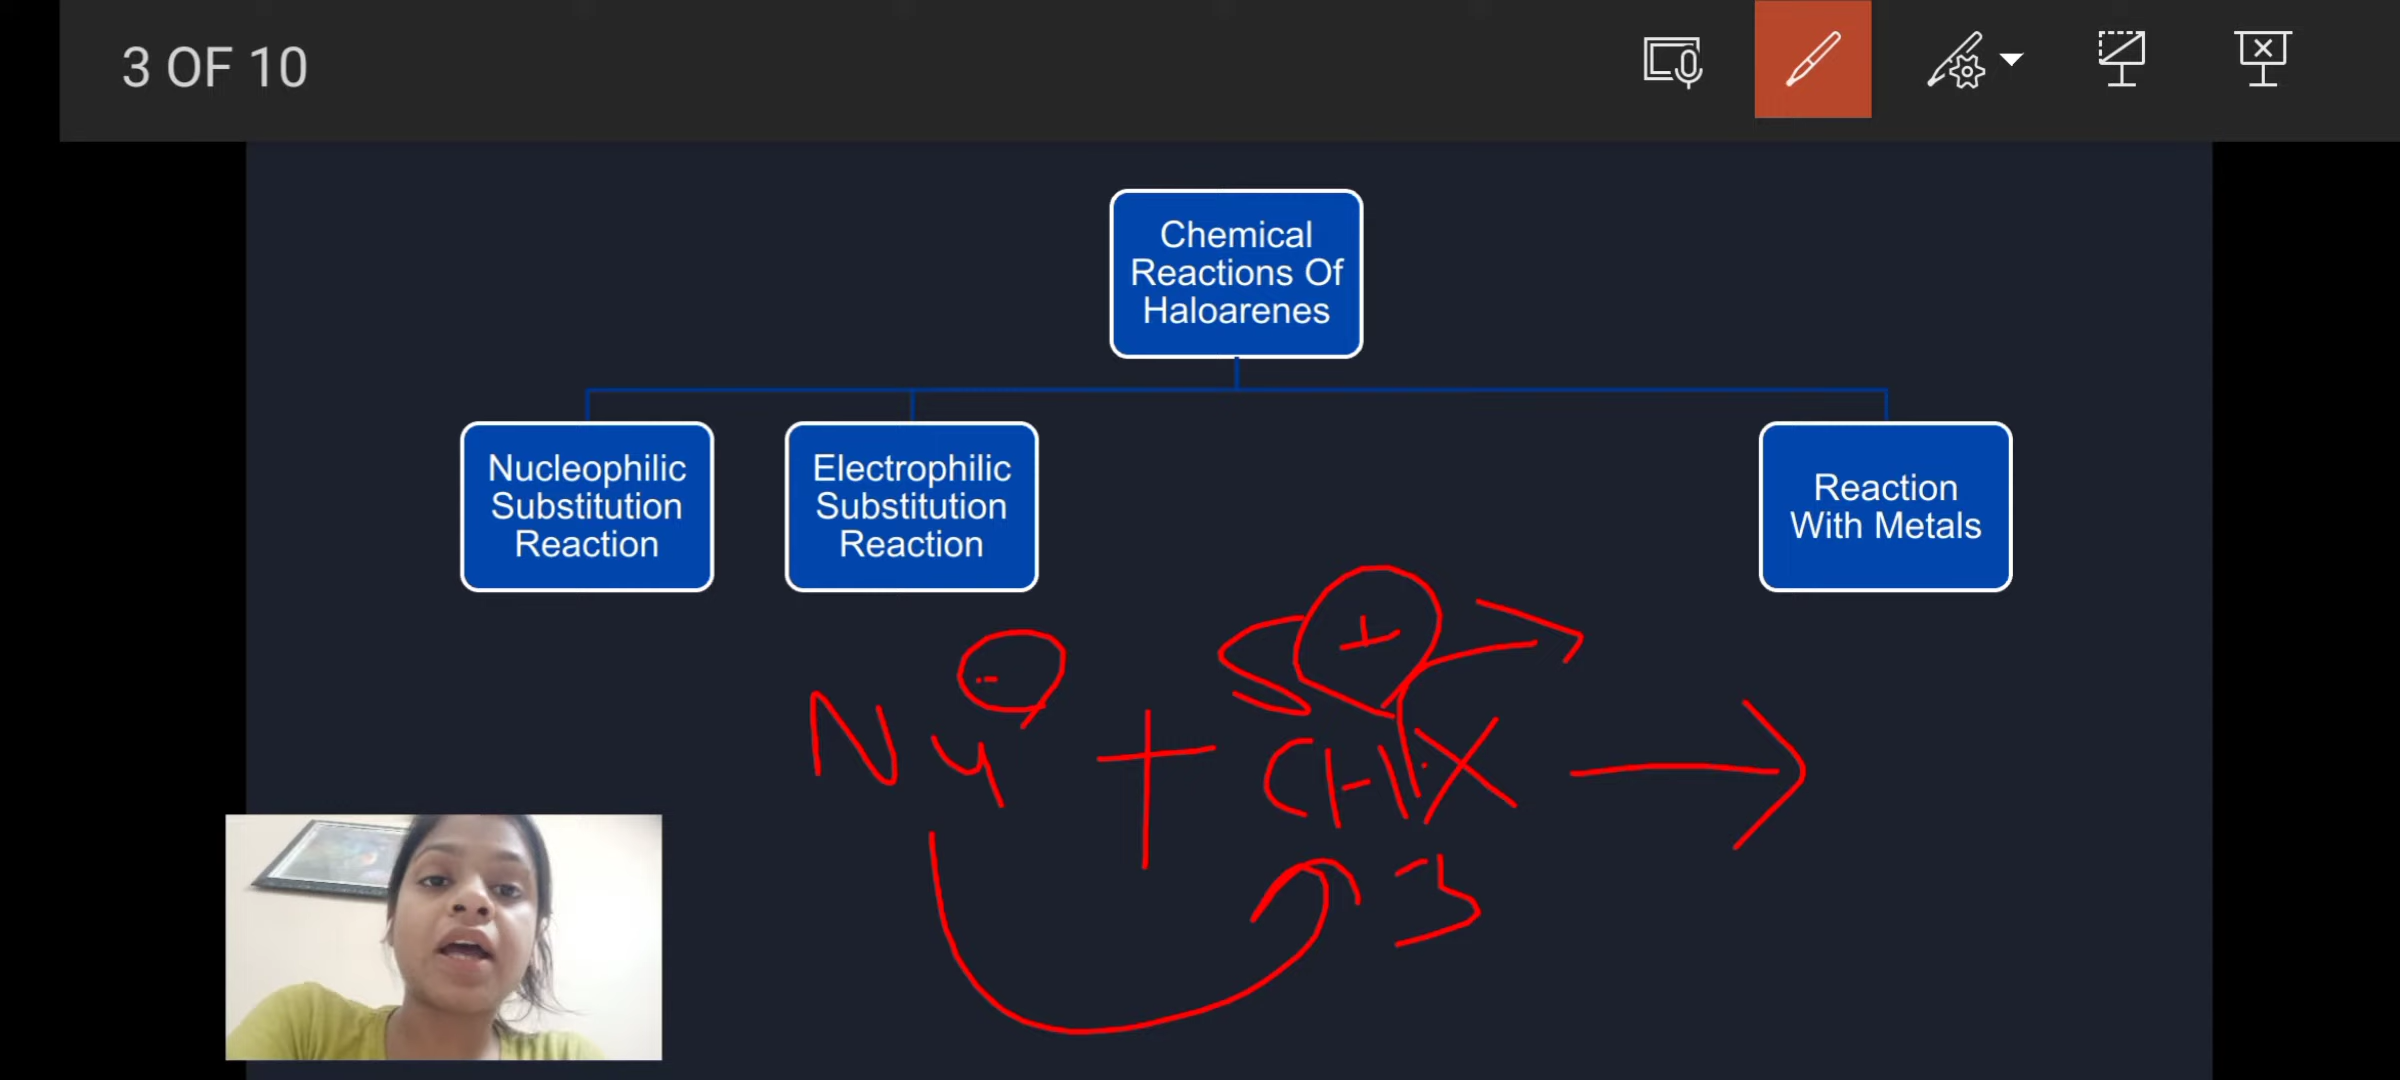 3 OF 10
Chemical
Reactions Of
Haloarenes
Nucleophilic
Substitution
Reaction
Electrophilic
Substitution
Reaction
Reaction
With Metals
Nu⁻ + CH₃X →
+